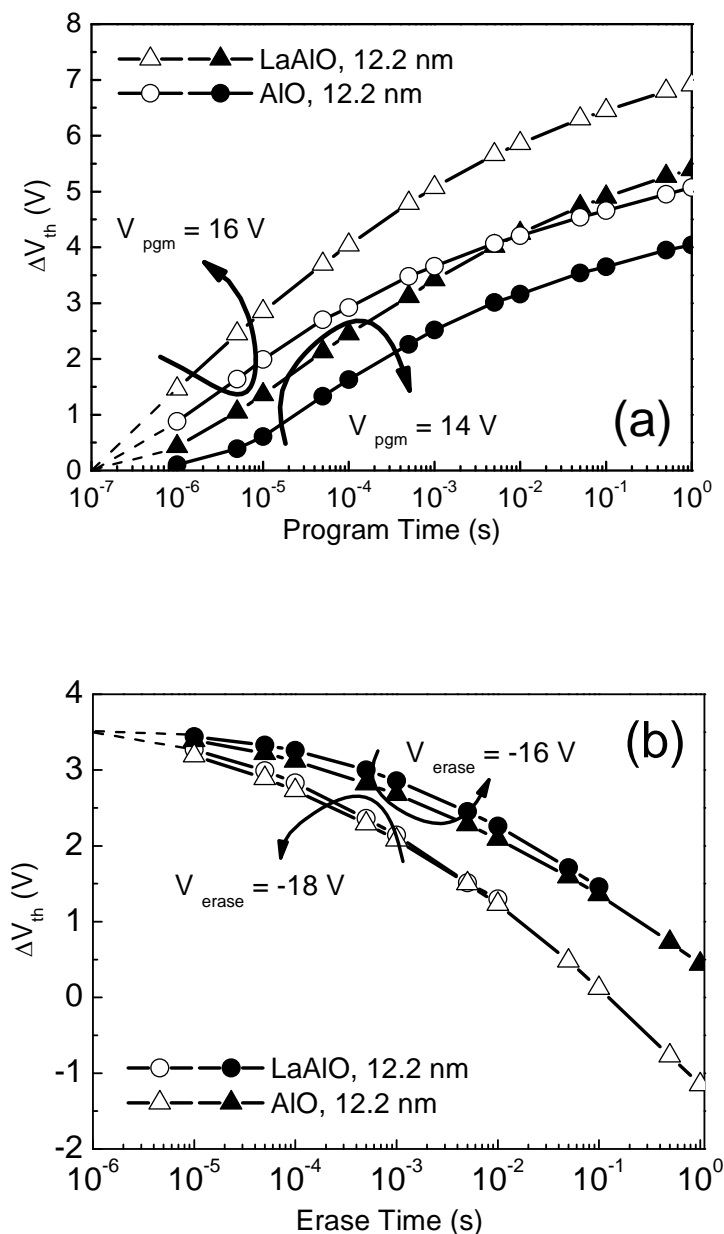 8
7
6
5
4
3
2
1
0
ΔV_th (V)
LaAlO, 12.2 nm
AlO, 12.2 nm
V_pgm = 16 V
V_pgm = 14 V
(a)
10^-7 10^-6 10^-5 10^-4 10^-3 10^-2 10^-1 10^0
Program Time (s)
4
3
2
1
0
-1
-2
ΔV_th (V)
(b)
V_erase = -16 V
V_erase = -18 V
LaAlO, 12.2 nm
AlO, 12.2 nm
10^-6 10^-5 10^-4 10^-3 10^-2 10^-1 10^0
Erase Time (s)